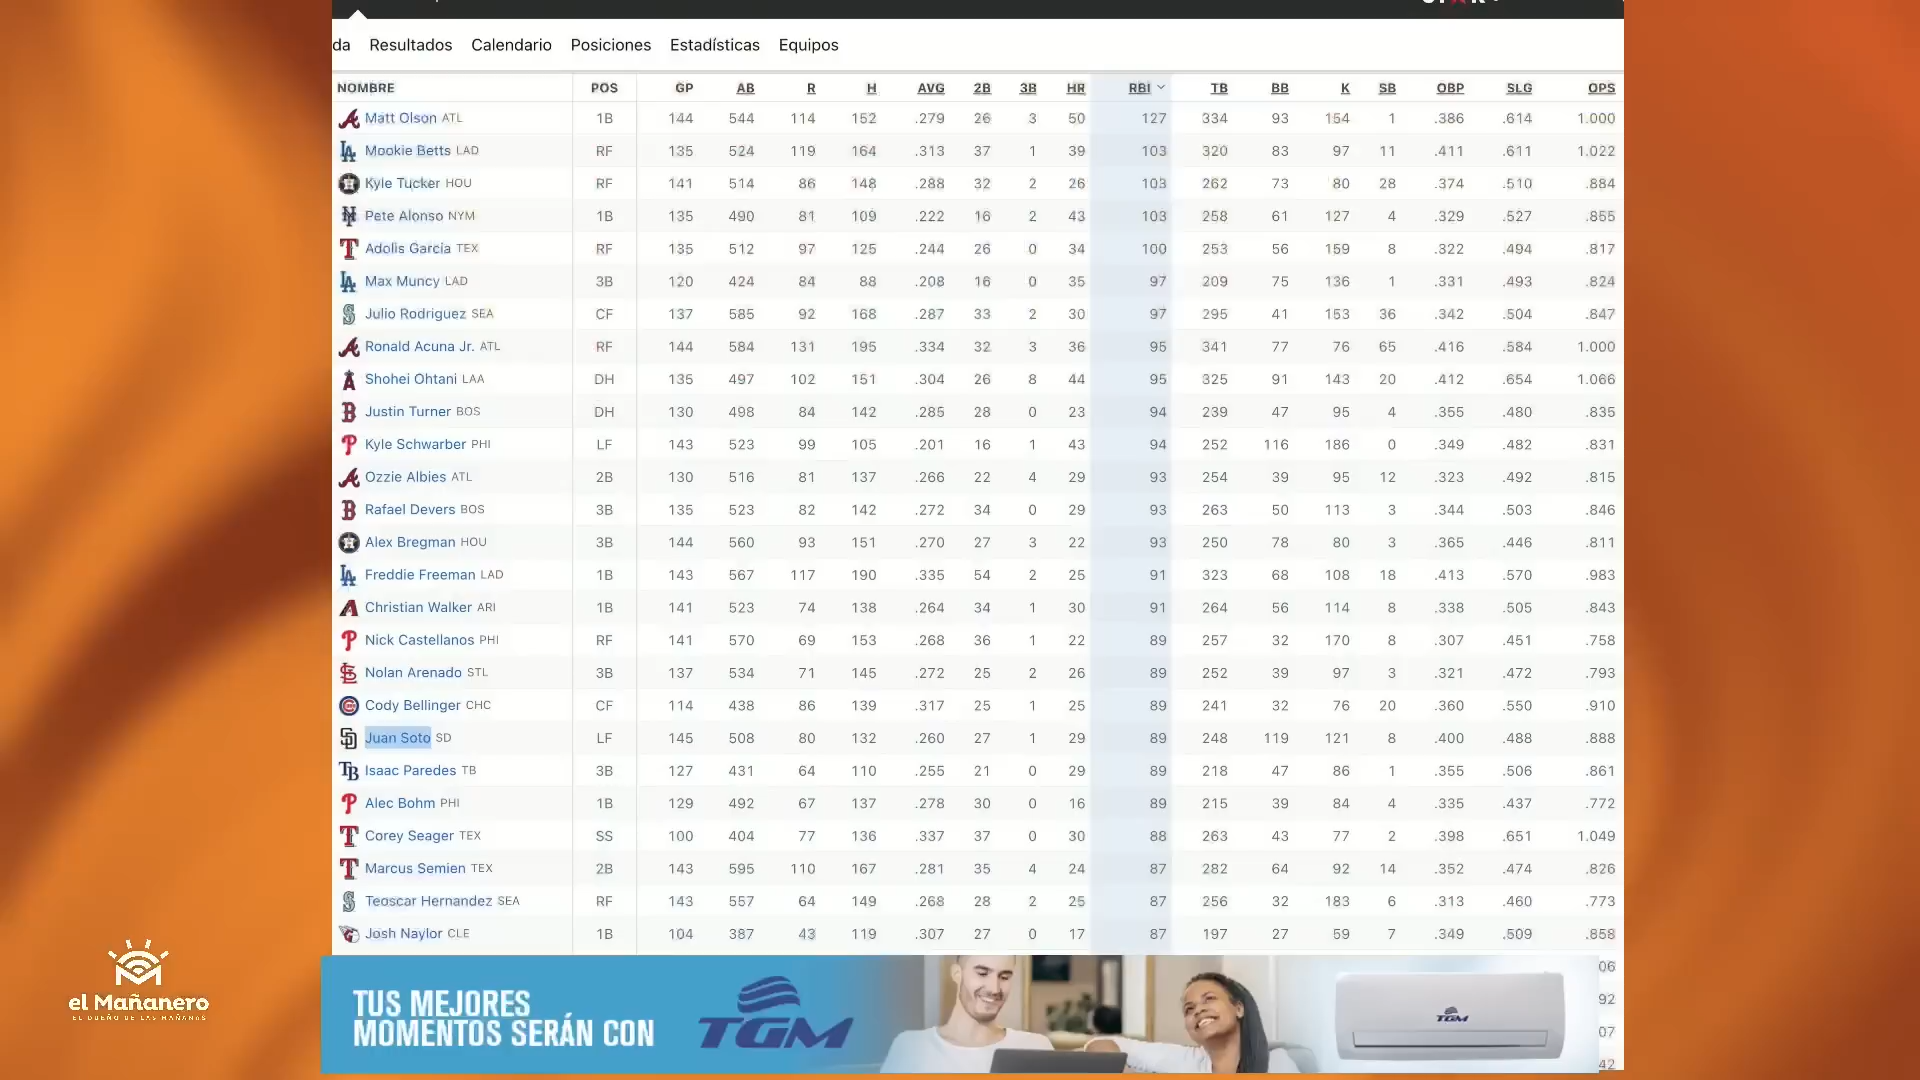 da Resultados Calendario Posiciones Estadísticas Equipos
NOMBRE POS GP AB R H AVG 2B 3B HR RBI TB BB K SB OBP SLG OPS
Matt Olson ATL 1B 144 544 114 152 .279 26 3 50 127 334 93 154 1 .386 .614 1.000
Mookie Betts LAD RF 135 524 119 164 .313 37 1 39 103 320 83 97 11 .411 .611 1.022
Kyle Tucker HOU RF 141 514 86 148 .288 32 2 26 103 262 73 80 28 .374 .510 .884
Pete Alonso NYM 1B 135 490 81 109 .222 16 2 43 103 258 61 127 4 .329 .527 .855
Adolis Garcia TEX RF 135 512 97 125 .244 26 0 34 100 253 56 159 8 .322 .494 .817
Max Muncy LAD 3B 120 424 84 88 .208 16 0 35 97 209 75 136 1 .331 .493 .824
Julio Rodriguez SEA CF 137 585 92 168 .287 33 2 30 97 295 41 153 36 .342 .504 .847
Ronald Acuna Jr. ATL RF 144 584 131 195 .334 32 3 36 95 341 77 76 65 .416 .584 1.000
Shohei Ohtani LAA DH 135 497 102 151 .304 26 8 44 95 325 91 143 20 .412 .654 1.066
Justin Turner BOS DH 130 498 84 142 .285 28 0 23 94 239 47 95 4 .355 .480 .835
Kyle Schwarber PHI LF 143 523 99 105 .201 16 1 43 94 252 116 186 0 .349 .482 .831
Ozzie Albies ATL 2B 130 516 81 137 .266 22 4 29 93 254 39 95 12 .323 .492 .815
Rafael Devers BOS 3B 135 523 82 142 .272 34 0 29 93 263 50 113 3 .344 .503 .846
Alex Bregman HOU 3B 144 560 93 151 .270 27 3 22 93 250 78 80 3 .365 .446 .811
Freddie Freeman LAD 1B 143 567 117 190 .335 54 2 25 91 323 68 108 18 .413 .570 .983
Christian Walker ARI 1B 141 523 74 138 .264 34 1 30 91 264 56 114 8 .338 .505 .843
Nick Castellanos PHI RF 141 570 69 153 .268 36 1 22 89 257 32 170 8 .307 .451 .758
Nolan Arenado STL 3B 137 534 71 145 .272 25 2 26 89 252 39 97 3 .321 .472 .793
Cody Bellinger CHC CF 114 438 86 139 .317 25 1 25 89 241 32 76 20 .360 .550 .910
Juan Soto SD LF 145 508 80 132 .260 27 1 29 89 248 119 121 8 .400 .488 .888
Isaac Paredes TB 3B 127 431 64 110 .255 21 0 29 89 218 47 86 1 .355 .506 .861
Alec Bohm PHI 1B 129 492 67 137 .278 30 0 16 89 215 39 84 4 .335 .437 .772
Corey Seager TEX SS 100 404 77 136 .337 37 0 30 88 263 43 77 2 .398 .651 1.049
Marcus Semien TEX 2B 143 595 110 167 .281 35 4 24 87 282 64 92 14 .352 .474 .826
Teoscar Hernandez SEA RF 143 557 64 149 .268 28 2 25 87 256 32 183 6 .313 .460 .773
Josh Naylor CLE 1B 104 387 43 119 .307 27 0 17 87 197 27 59 7 .349 .509 .858
06
92
07
42
TUS MEJORES
MOMENTOS SERÁN CON
TGM
TGM
el Mañanero
EL DUEÑO DE LAS MAÑANAS